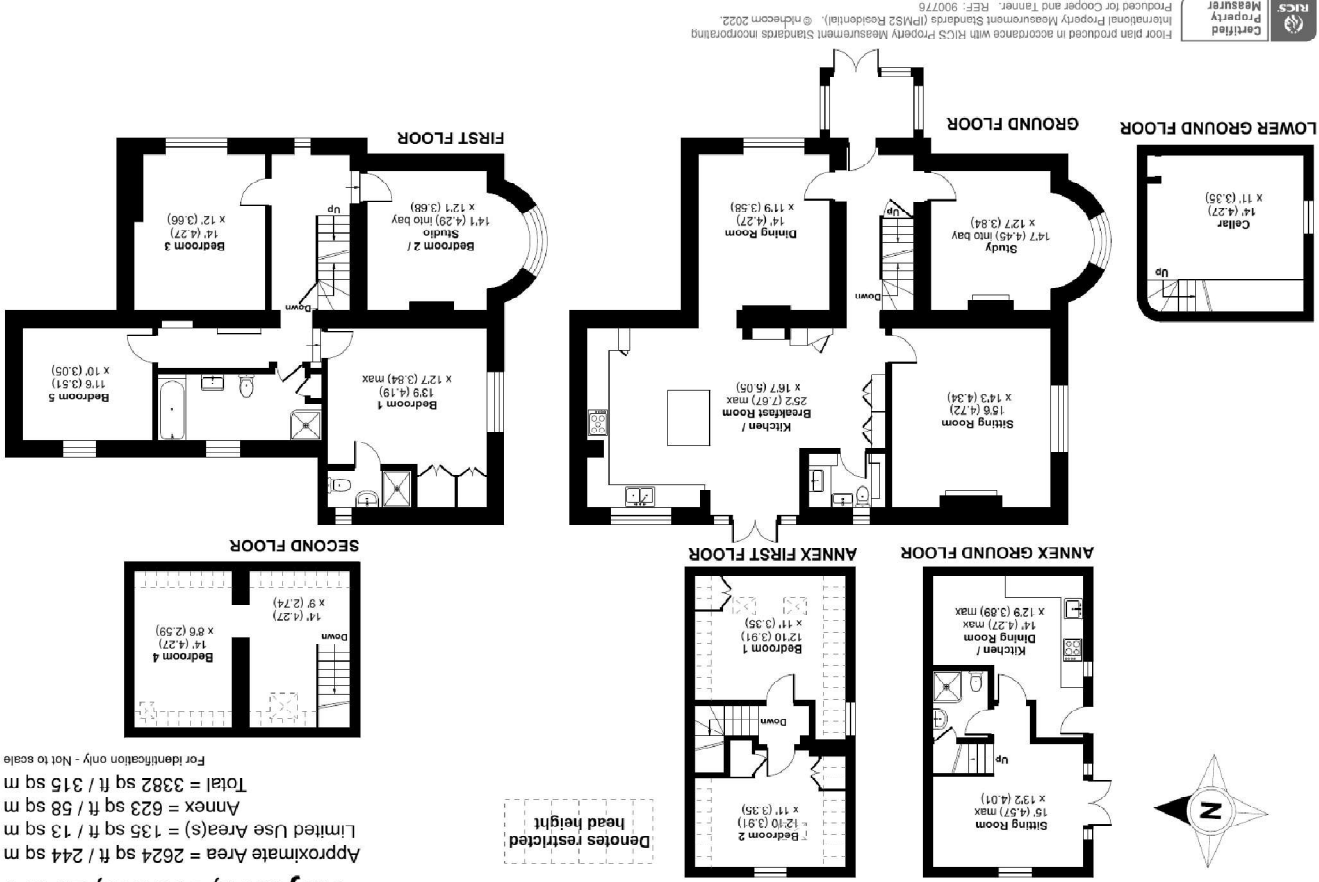 Approximate Area = 2624 sq ft / 244 sq m
Limited Use Area(s) = 135 sq ft / 13 sq m
Annex = 623 sq ft / 58 sq m
Total = 3382 sq ft / 315 sq m
For identification only - Not to scale
Denotes restricted
head height
N
Sitting Room
15' (4.57) max
x 13'2 (4.01)
Up
Kitchen /
Dining Room
14' (4.27) max
x 12'9 (3.89) max
ANNEX GROUND FLOOR
Bedroom 2
12'10 (3.91)
x 11' (3.35)
Down
Bedroom 1
12'10 (3.91)
x 11' (3.35)
ANNEX FIRST FLOOR
Down
14' (4.27)
x 9' (2.74)
Bedroom 4
14' (4.27)
x 8'6 (2.59)
SECOND FLOOR
Sitting Room
15'6 (4.72)
x 14'3 (4.34)
Kitchen /
Breakfast Room
25'2 (7.67) max
x 16'7 (5.05)
Down
Up
Study
14'7 (4.45) into bay
x 12'7 (3.84)
Dining Room
14' (4.27)
x 11'9 (3.58)
GROUND FLOOR
Up
Cellar
14' (4.27)
x 11' (3.35)
LOWER GROUND FLOOR
Bedroom 1
13'9 (4.19)
x 12'7 (3.84) max
Bedroom 5
11'6 (3.51)
x 10' (3.05)
Down
Up
Bedroom 2 /
Studio
14'1 (4.29) into bay
x 12'1 (3.68)
Bedroom 3
14' (4.27)
x 12' (3.66)
FIRST FLOOR
Certified
Property
Measurer
RICS
Floor plan produced in accordance with RICS Property Measurement Standards incorporating
International Property Measurement Standards (IPMS2 Residential). © nichecom 2022.
Produced for Cooper and Tanner. REF: 900776